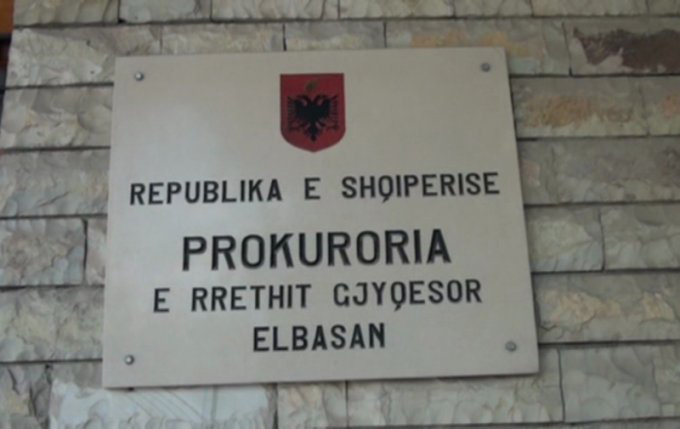 REPUBLIKA E SHQIPERISE
PROKURORIA
E RRETHIT GJYQESOR
ELBASAN